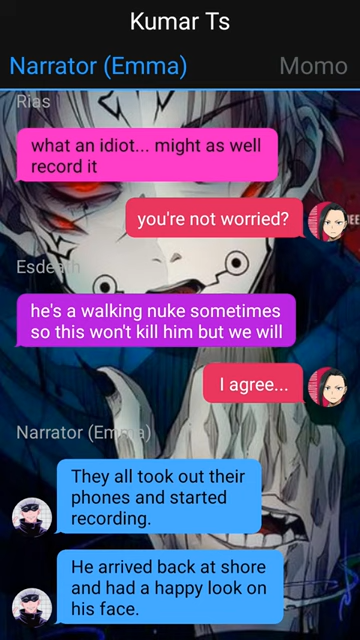 Kumar Ts
Narrator (Emma)
Momo
Rias
what an idiot... might as well
record it
you're not worried?
Esdeath
he's a walking nuke sometimes
so this won't kill him but we will
I agree...
Narrator (Emma)
They all took out their
phones and started
recording.
He arrived back at shore
and had a happy look on
his face.